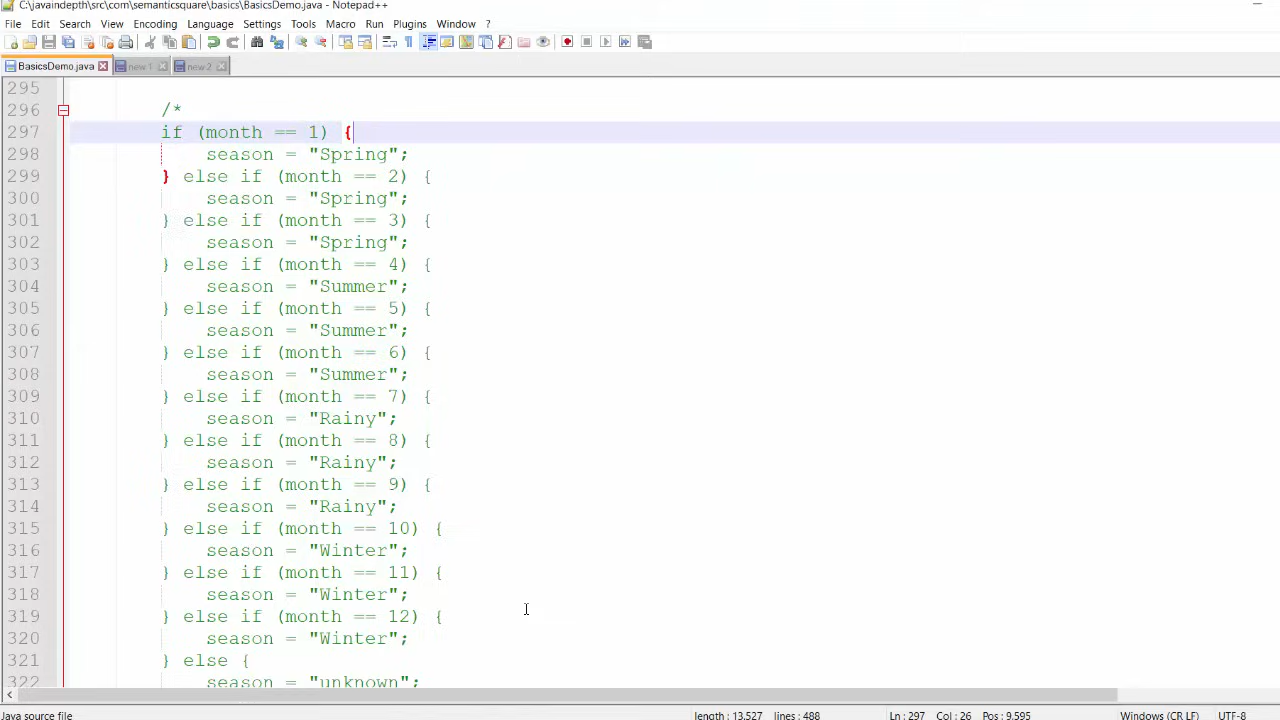 C:\javaindepth\src\com\semanticsquare\basics\BasicsDemo.java - Notepad++
File Edit Search View Encoding Language Settings Tools Macro Run Plugins Window ?
BasicsDemo.java new 1 new 2
295
296 /*
297 if (month == 1) {
298 season = "Spring";
299 } else if (month == 2) {
300 season = "Spring";
301 } else if (month == 3) {
302 season = "Spring";
303 } else if (month == 4) {
304 season = "Summer";
305 } else if (month == 5) {
306 season = "Summer";
307 } else if (month == 6) {
308 season = "Summer";
309 } else if (month == 7) {
310 season = "Rainy";
311 } else if (month == 8) {
312 season = "Rainy";
313 } else if (month == 9) {
314 season = "Rainy";
315 } else if (month == 10) {
316 season = "Winter";
317 } else if (month == 11) {
318 season = "Winter";
319 } else if (month == 12) {
320 season = "Winter";
321 } else {
322 season = "unknown";
Java source file length : 13,527 lines : 488 Ln : 297 Col : 26 Pos : 9,595 Windows (CR LF) UTF-8